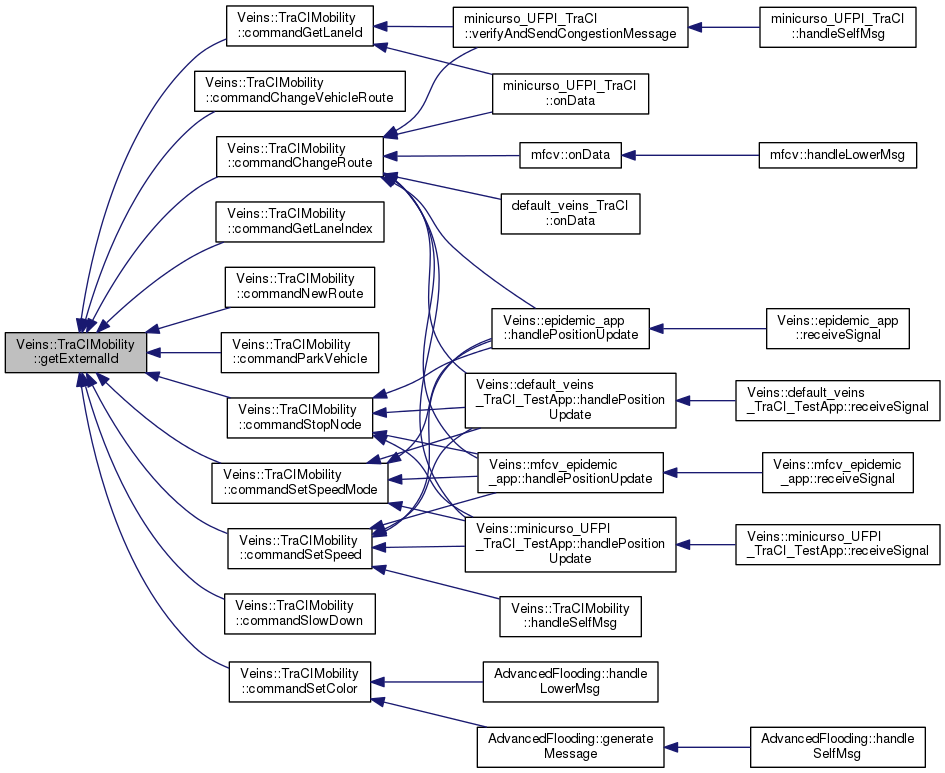 Veins::TraCIMobility
::getExternalId
Veins::TraCIMobility
::commandGetLaneId
Veins::TraCIMobility
::commandChangeVehicleRoute
Veins::TraCIMobility
::commandChangeRoute
Veins::TraCIMobility
::commandGetLaneIndex
Veins::TraCIMobility
::commandNewRoute
Veins::TraCIMobility
::commandParkVehicle
Veins::TraCIMobility
::commandStopNode
Veins::TraCIMobility
::commandSetSpeedMode
Veins::TraCIMobility
::commandSetSpeed
Veins::TraCIMobility
::commandSlowDown
Veins::TraCIMobility
::commandSetColor
minicurso_UFPI_TraCI
::verifyAndSendCongestionMessage
minicurso_UFPI_TraCI
::onData
mfcv::onData
default_veins_TraCI
::onData
Veins::epidemic_app
::handlePositionUpdate
Veins::default_veins
_TraCI_TestApp::handlePosition
Update
Veins::mfcv_epidemic
_app::handlePositionUpdate
Veins::minicurso_UFPI
_TraCI_TestApp::handlePosition
Update
Veins::TraCIMobility
::handleSelfMsg
AdvancedFlooding::handle
LowerMsg
AdvancedFlooding::generate
Message
minicurso_UFPI_TraCI
::handleSelfMsg
mfcv::handleLowerMsg
Veins::epidemic_app
::receiveSignal
Veins::default_veins
_TraCI_TestApp::receiveSignal
Veins::mfcv_epidemic
_app::receiveSignal
Veins::minicurso_UFPI
_TraCI_TestApp::receiveSignal
AdvancedFlooding::handle
SelfMsg